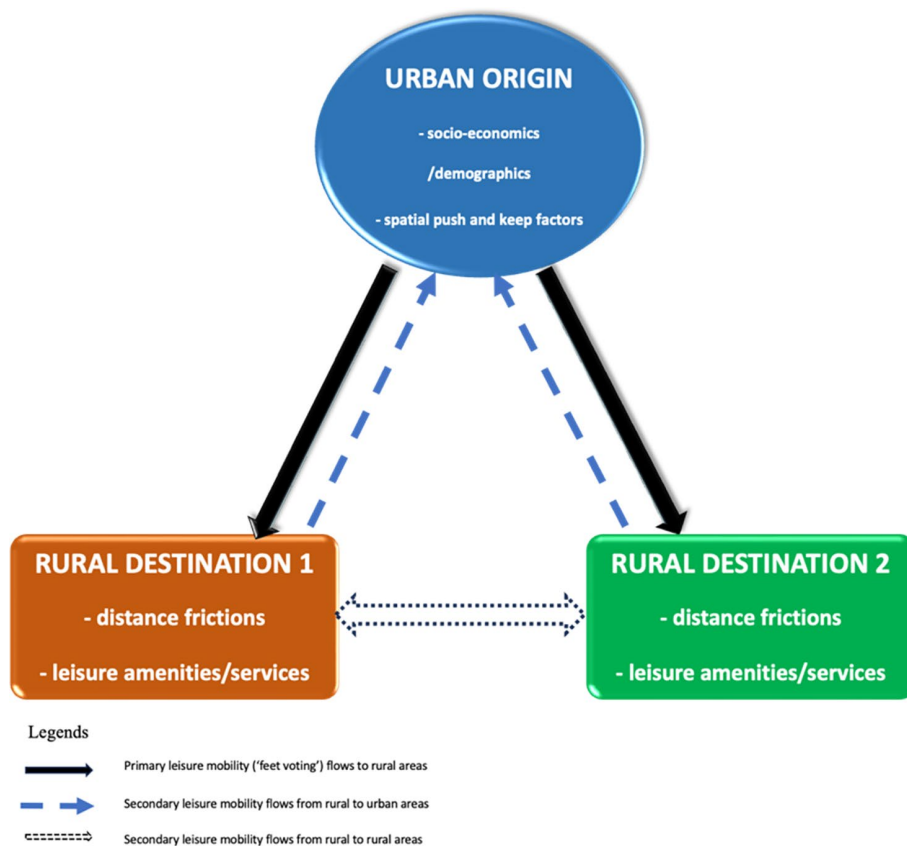 URBAN ORIGIN
- socio-economics
/demographics
- spatial push and keep factors
RURAL DESTINATION 1
- distance frictions
- leisure amenities/services
RURAL DESTINATION 2
- distance frictions
- leisure amenities/services
Legends
Primary leisure mobility ('feet voting') flows to rural areas
Secondary leisure mobility flows from rural to urban areas
Secondary leisure mobility flows from rural to rural areas